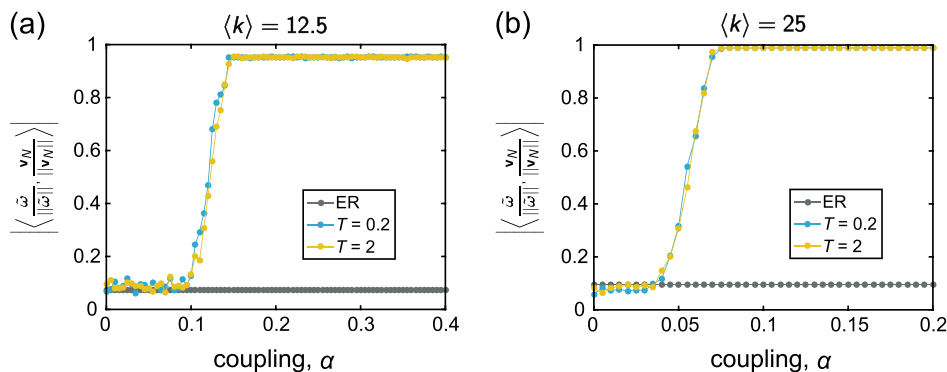 (a)
⟨k⟩ = 12.5
|⟨ω̃/||ω̃||, v_N/||v_N||⟩|
1
0.8
0.6
0.4
0.2
0
ER
T = 0.2
T = 2
0 0.1 0.2 0.3 0.4
coupling, α
(b)
⟨k⟩ = 25
|⟨ω̃/||ω̃||, v_N/||v_N||⟩|
1
0.8
0.6
0.4
0.2
0
ER
T = 0.2
T = 2
0 0.05 0.1 0.15 0.2
coupling, α